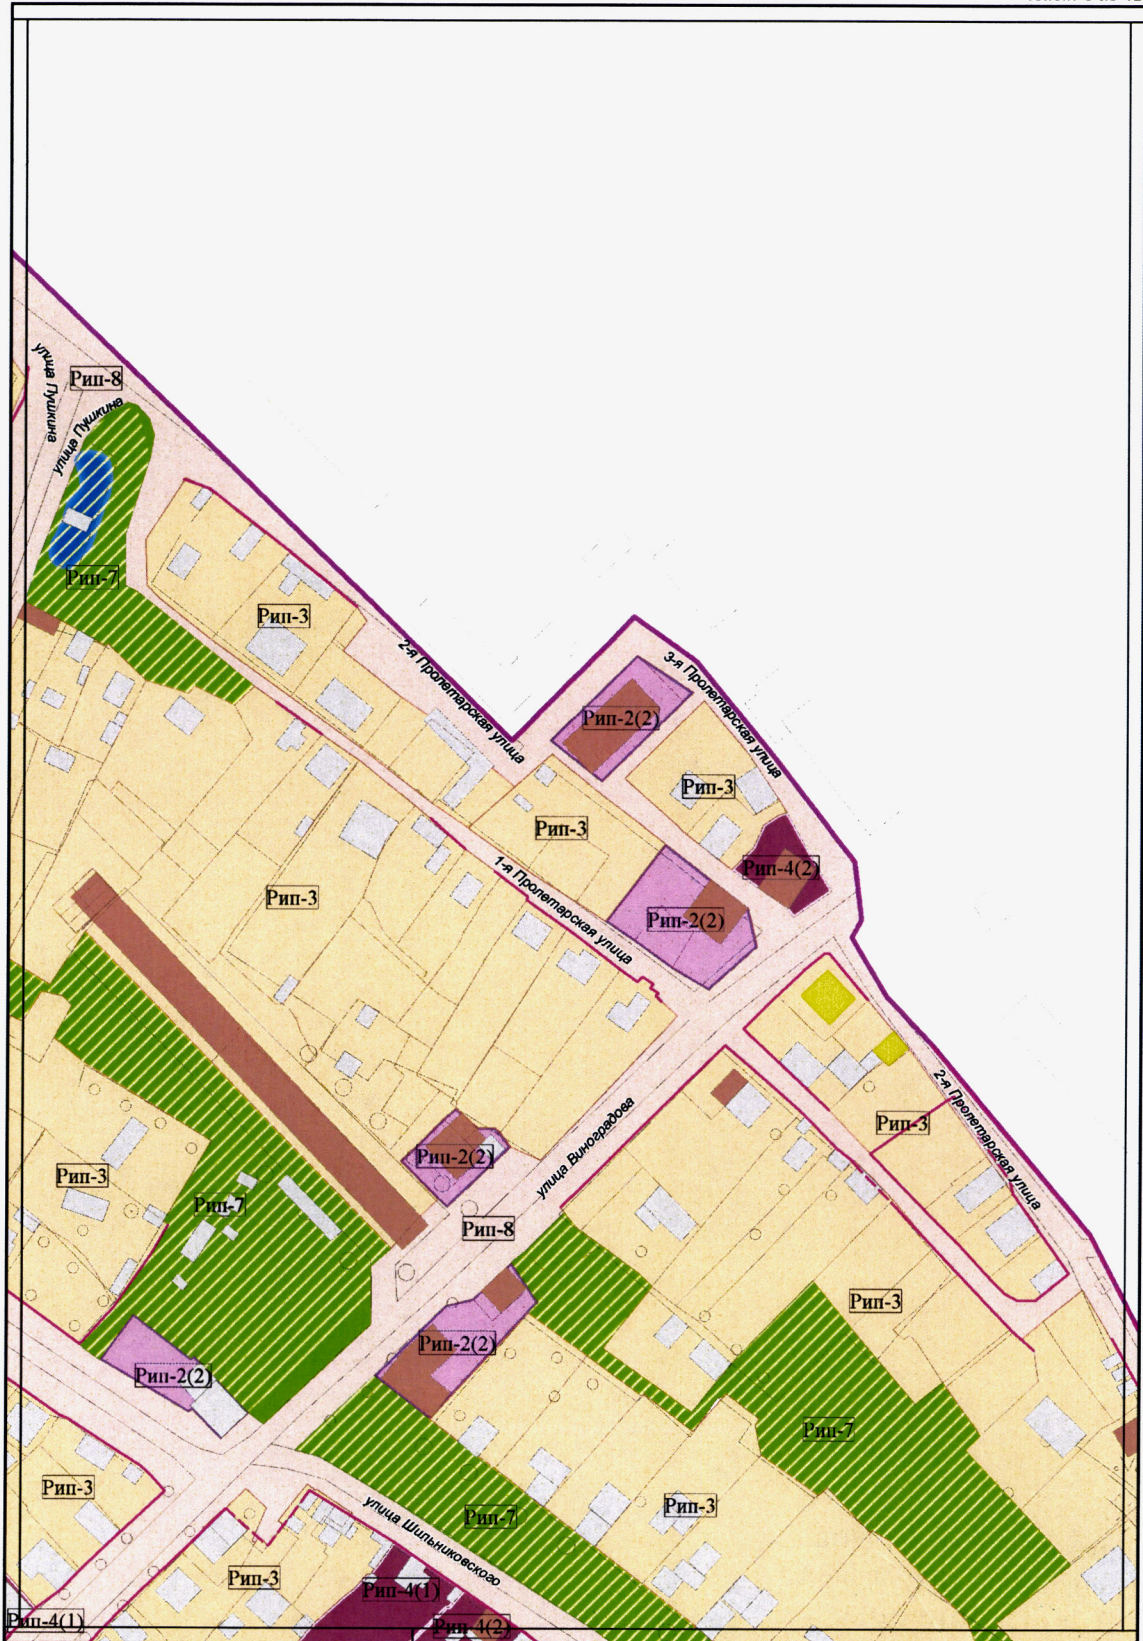 улица Пушкина
Рип-8
улица Пушкина
Рип-7
Рип-3
2-я Пролетарская улица
3-я Пролетарская улица
Рип-2(2)
Рип-3
Рип-3
Рип-4(2)
1-я Пролетарская улица
Рип-3
Рип-2(2)
2-я Пролетарская улица
улица Виноградова
Рип-3
Рип-2(2)
Рип-3
Рип-7
Рип-8
Рип-3
Рип-2(2)
Рип-2(2)
Рип-7
Рип-3
Рип-3
Рип-7
улица Шильниковского
Рип-3
Рип-4(1)
Рип-4(1)
Рип-4(2)